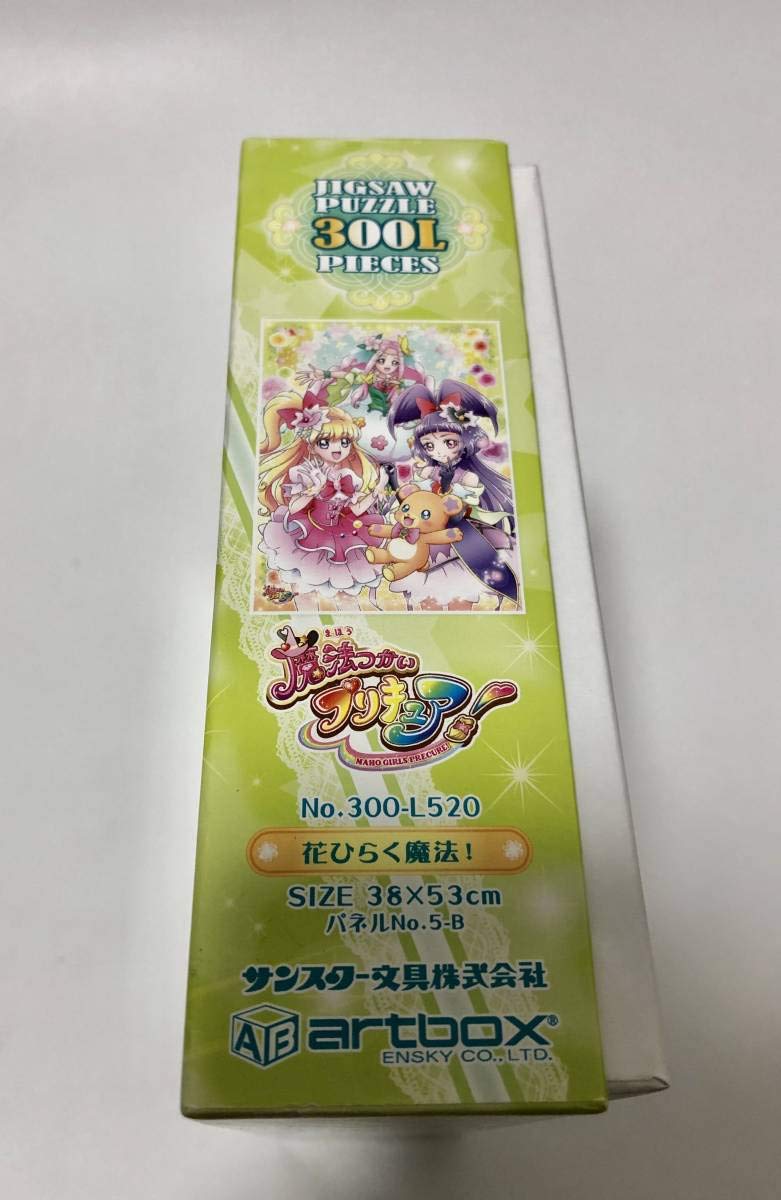 JIGSAW
PUZZLE
300L
PIECES
まほう
魔法つかい
プリキュア!
MAHO GIRLS PRECURE!
No.300-L520
花ひらく魔法!
SIZE 38×53cm
パネルNo.5-B
サンスター文具株式会社
AB artbox®
ENSKY CO.,LTD.